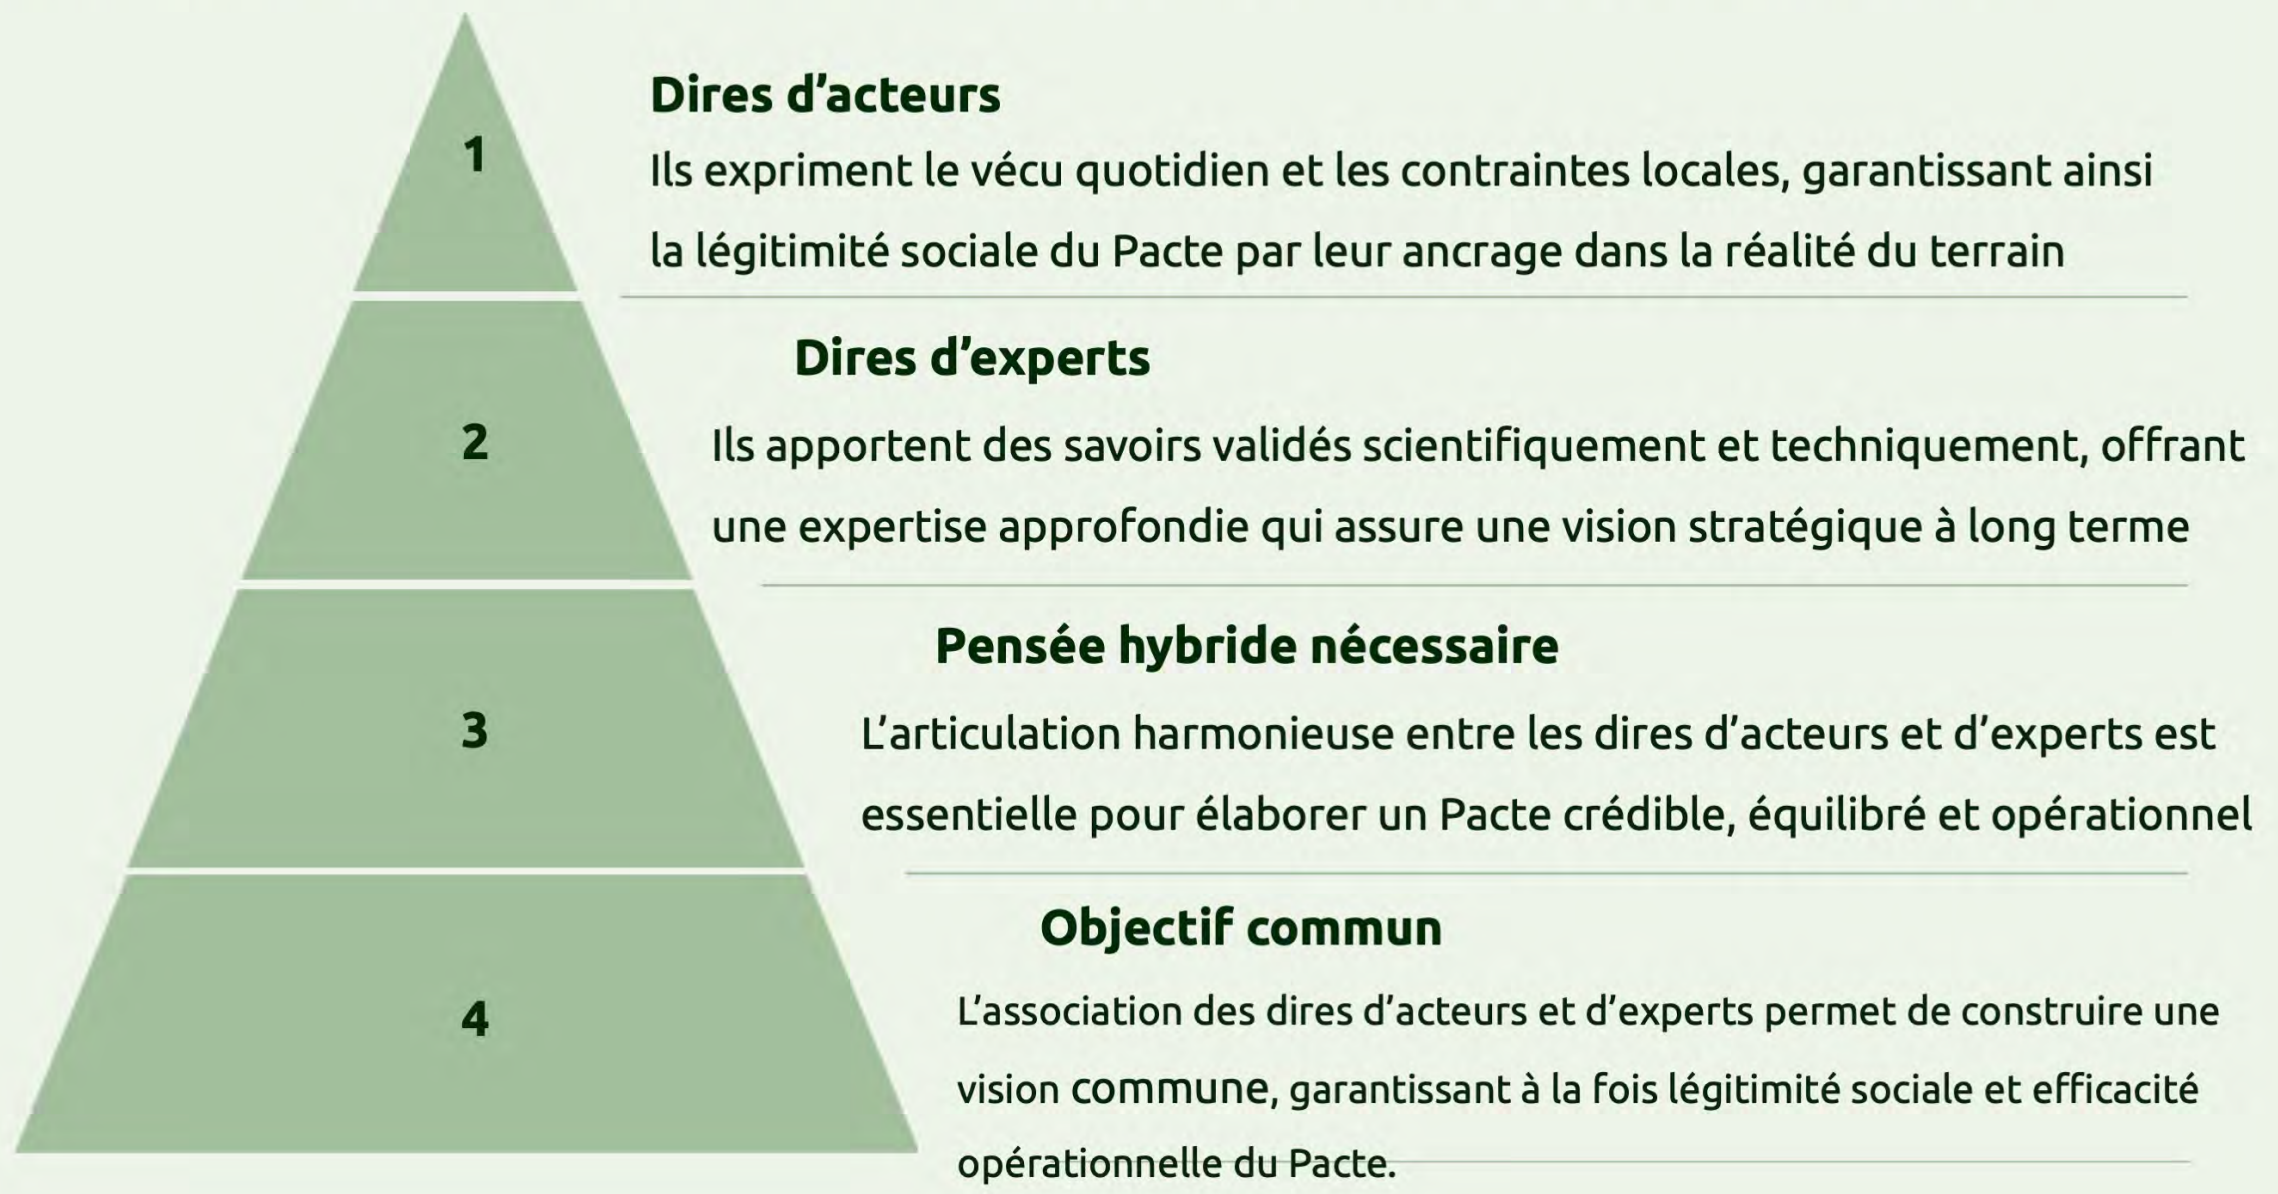 1
Dires d’acteurs
Ils expriment le vécu quotidien et les contraintes locales, garantissant ainsi
la légitimité sociale du Pacte par leur ancrage dans la réalité du terrain
2
Dires d’experts
Ils apportent des savoirs validés scientifiquement et techniquement, offrant
une expertise approfondie qui assure une vision stratégique à long terme
3
Pensée hybride nécessaire
L’articulation harmonieuse entre les dires d’acteurs et d’experts est
essentielle pour élaborer un Pacte crédible, équilibré et opérationnel
4
Objectif commun
L’association des dires d’acteurs et d’experts permet de construire une
vision commune, garantissant à la fois légitimité sociale et efficacité
opérationnelle du Pacte.